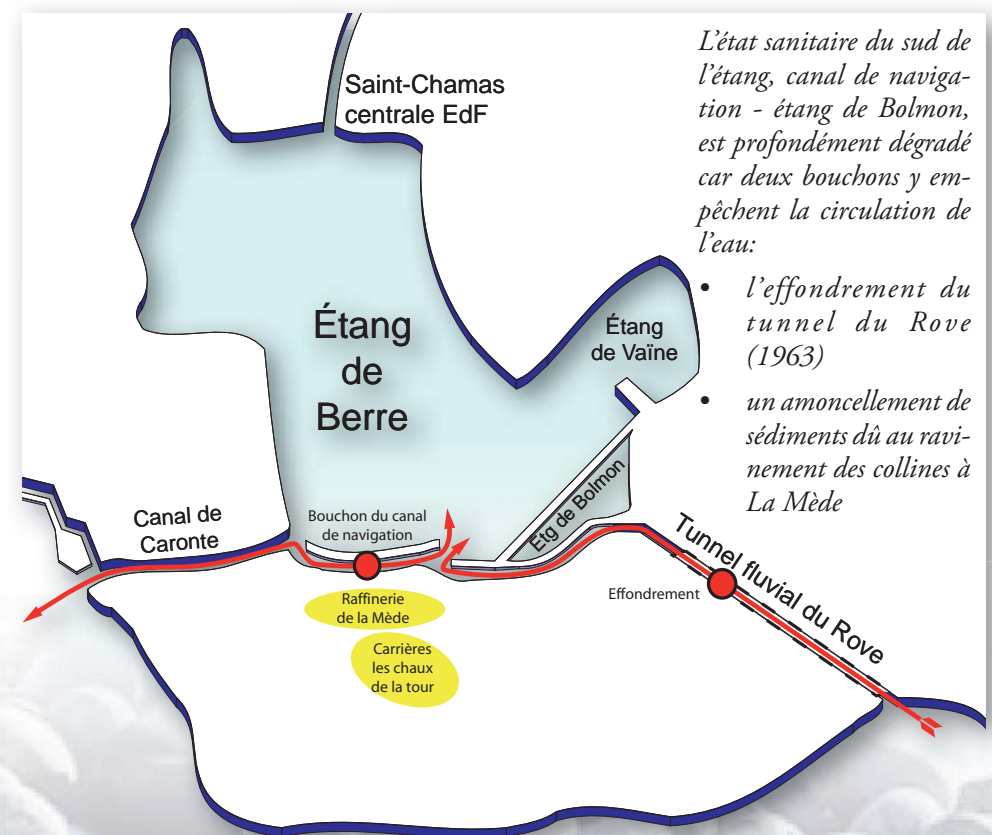 Saint-Chamas
centrale EdF
L'état sanitaire du sud de
l'étang, canal de naviga-
tion - étang de Bolmon,
est profondément dégradé
car deux bouchons y em-
pêchent la circulation de
l'eau:
• l'effondrement du
tunnel du Rove
(1963)
• un amoncellement de
sédiments dû au ravi-
nement des collines à
La Mède
Étang
de
Berre
Étang
de Vaïne
Etg de Bolmon
Canal de
Caronte
Bouchon du canal
de navigation
Tunnel fluvial du Rove
Effondrement
Raffinerie
de la Mède
Carrières
les chaux
de la tour